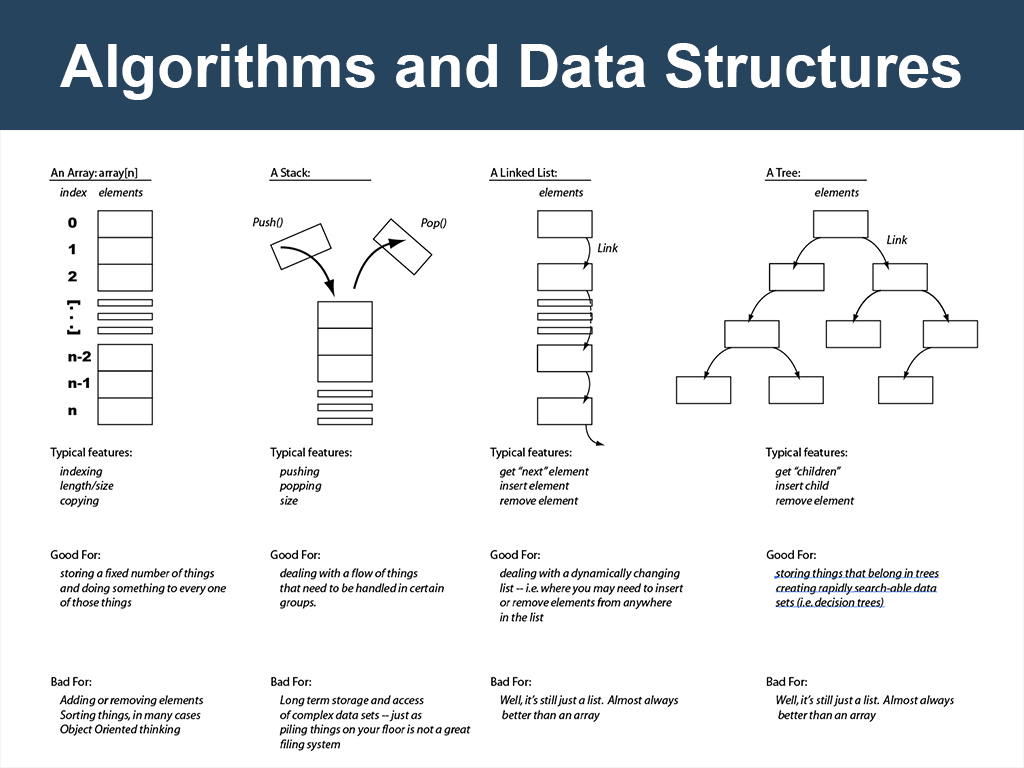 Algorithms and Data Structures
An Array: array[n]
index elements
0
1
2
[...]
n-2
n-1
n
Typical features:
indexing
length/size
copying
Good For:
storing a fixed number of things
and doing something to every one
of those things
Bad For:
Adding or removing elements
Sorting things, in many cases
Object Oriented thinking
A Stack:
Push()
Pop()
Typical features:
pushing
popping
size
Good For:
dealing with a flow of things
that need to be handled in certain
groups.
Bad For:
Long term storage and access
of complex data sets -- just as
piling things on your floor is not a great
filing system
A Linked List:
elements
Link
Typical features:
get "next" element
insert element
remove element
Good For:
dealing with a dynamically changing
list -- i.e. where you may need to insert
or remove elements from anywhere
in the list
Bad For:
Well, it's still just a list. Almost always
better than an array
A Tree:
elements
Link
Typical features:
get "children"
insert child
remove element
Good For:
storing things that belong in trees
creating rapidly search-able data
sets (i.e. decision trees)
Bad For:
Well, it's still just a list. Almost always
better than an array